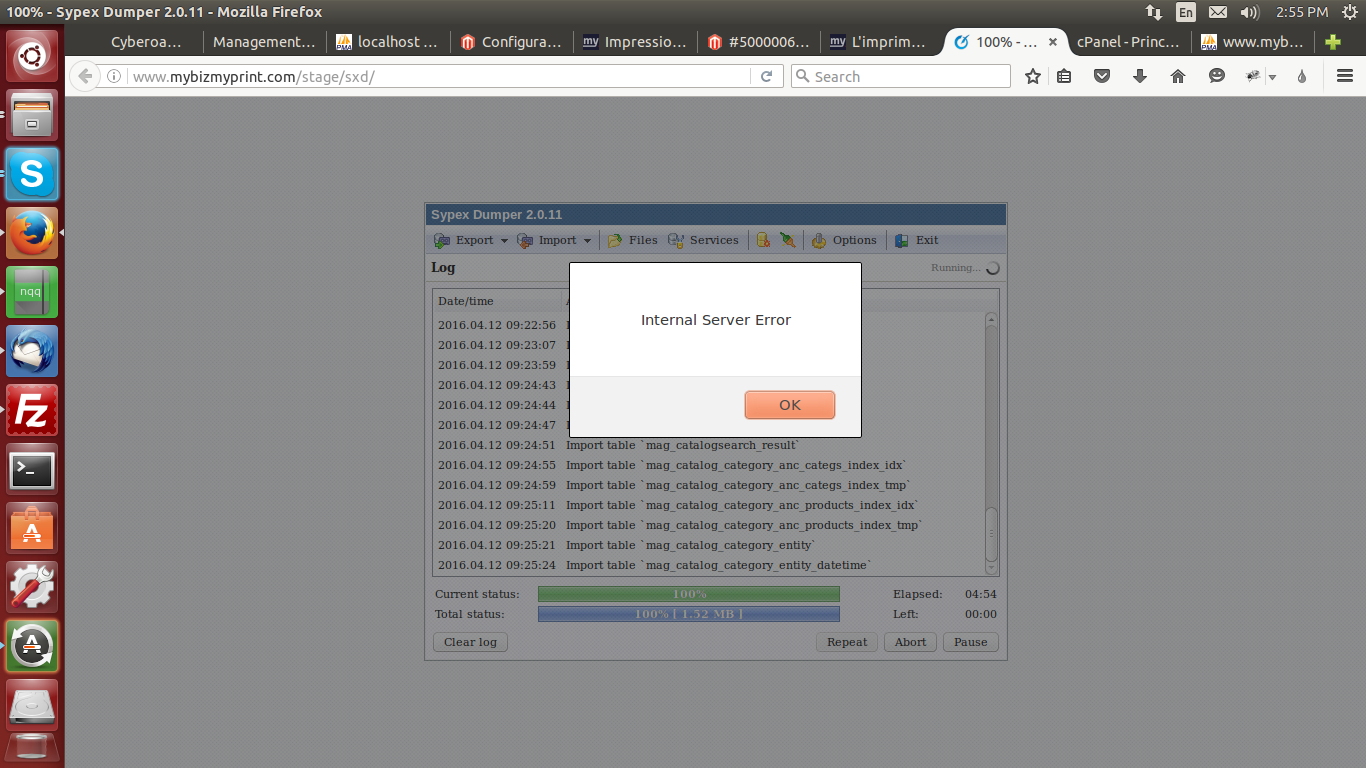 100% - Sypex Dumper 2.0.11 - Mozilla Firefox
En
2:55 PM
Cyberoa...
Management...
localhost ...
Configura...
Impressio...
#5000006...
L'imprim...
100% - ...
cPanel - Princ...
www.myb...
www.mybizmyprint.com/stage/sxd/
Search
Sypex Dumper 2.0.11
Export
Import
Files
Services
Options
Exit
Log
Running...
Date/time
2016.04.12 09:22:56
2016.04.12 09:23:07
2016.04.12 09:23:59
2016.04.12 09:24:43
2016.04.12 09:24:44
2016.04.12 09:24:47
2016.04.12 09:24:51 Import table `mag_catalogsearch_result`
2016.04.12 09:24:55 Import table `mag_catalog_category_anc_categs_index_idx`
2016.04.12 09:24:59 Import table `mag_catalog_category_anc_categs_index_tmp`
2016.04.12 09:25:11 Import table `mag_catalog_category_anc_products_index_idx`
2016.04.12 09:25:20 Import table `mag_catalog_category_anc_products_index_tmp`
2016.04.12 09:25:21 Import table `mag_catalog_category_entity`
2016.04.12 09:25:24 Import table `mag_catalog_category_entity_datetime`
Internal Server Error
OK
Current status: 100% Elapsed: 04:54
Total status: 100% [ 1.52 MB ] Left: 00:00
Clear log
Repeat
Abort
Pause
nqq